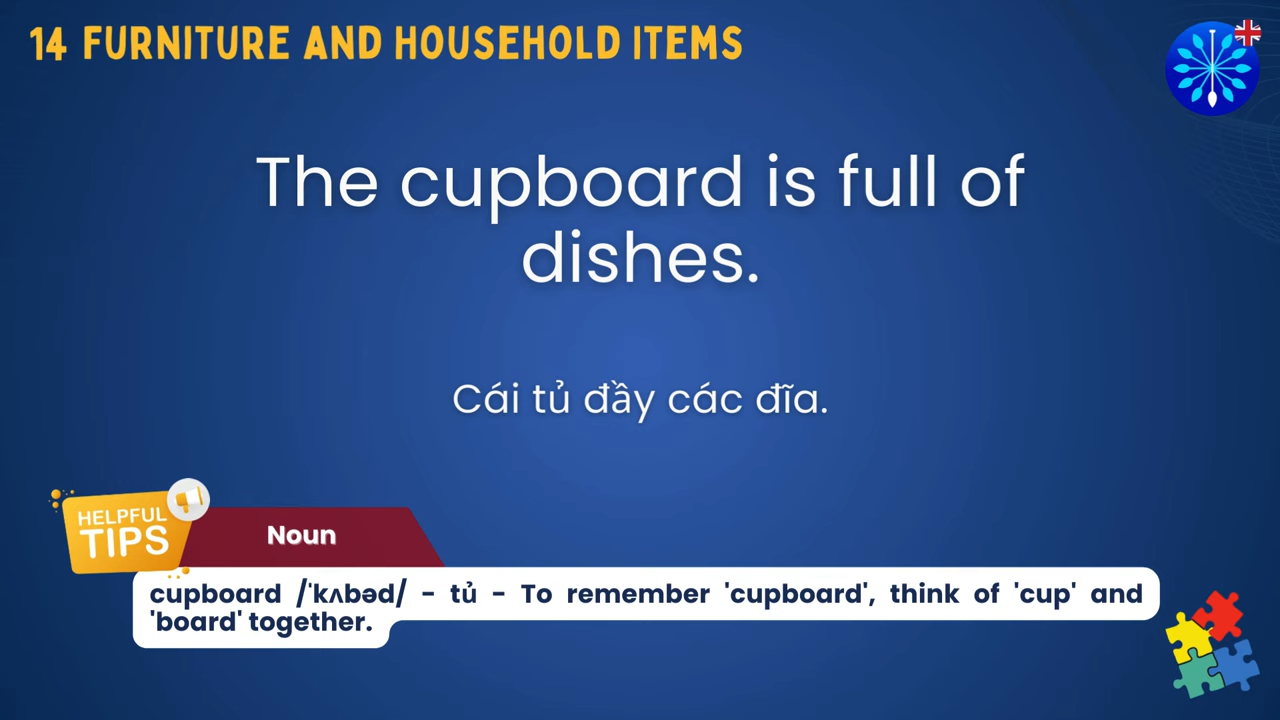 14 FURNITURE AND HOUSEHOLD ITEMS
The cupboard is full of
dishes.
Cái tủ đầy các đĩa.
HELPFUL
TIPS
Noun
cupboard /ˈkʌbəd/ - tủ - To remember 'cupboard', think of 'cup' and
'board' together.